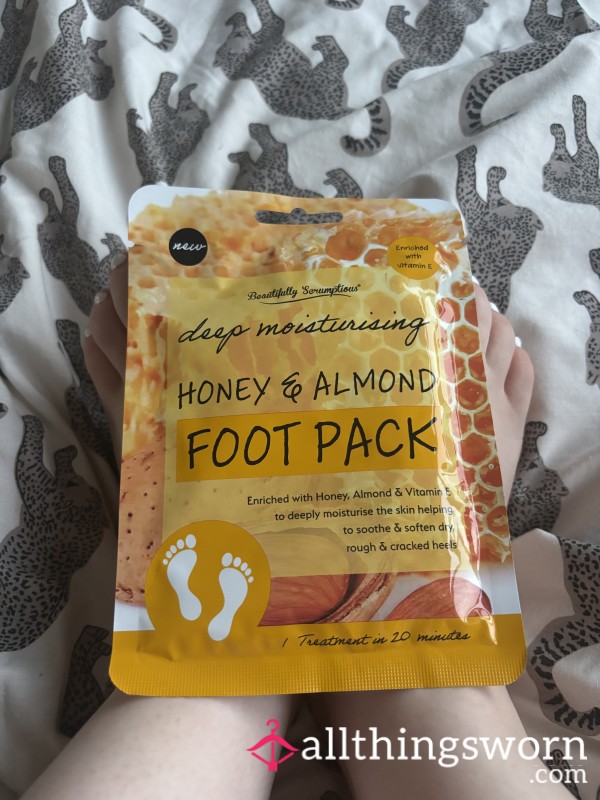 new
Enriched
with
vitamin E
Beautifully Scrumptious®
deep moisturising
HONEY & ALMOND
FOOT PACK
Enriched with Honey, Almond & Vitamin E
to deeply moisturise the skin helping
to soothe & soften dry,
rough & cracked heels
1 Treatment in 20 minutes
allthingsworn
.com